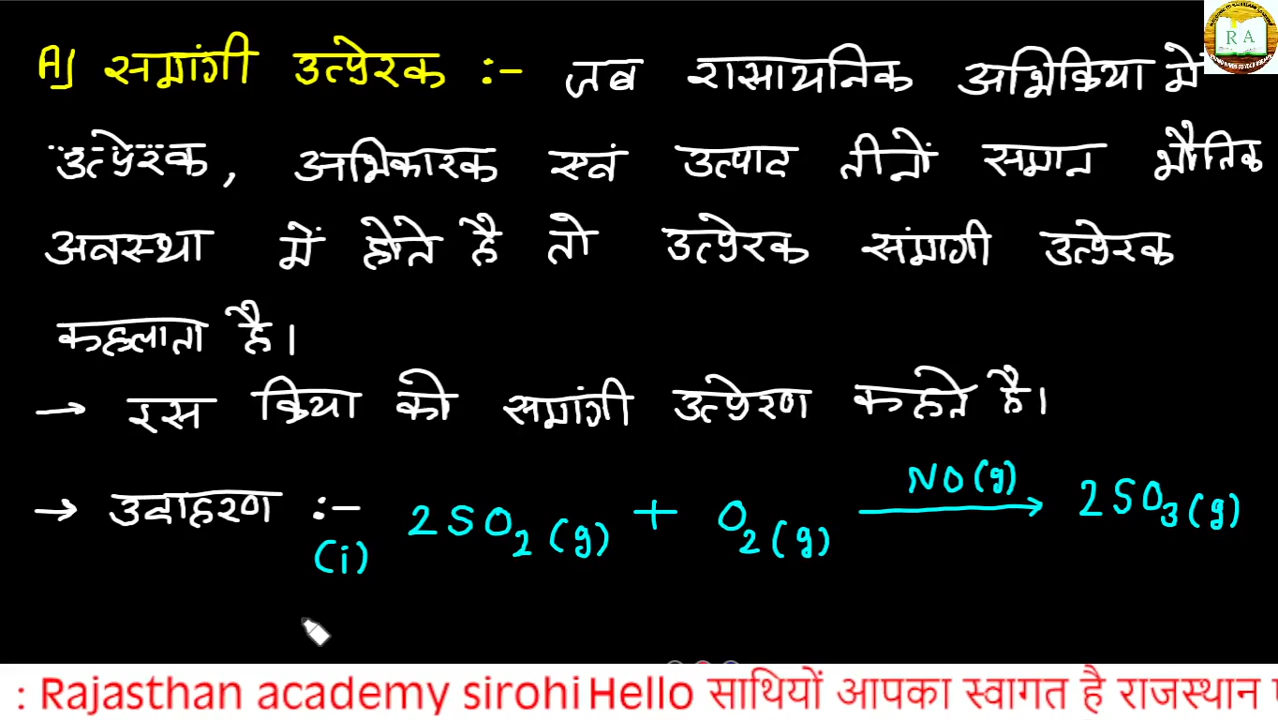 A] समांगी उत्प्रेरक :- जब रासायनिक अभिक्रिया में
उत्प्रेरक, अभिकारक एवं उत्पाद तीनों समान भौतिक
अवस्था में होते है तो उत्प्रेरक संमागी उत्प्रेरक
कहलाता है।
→ इस क्रिया को समांगी उत्प्रेरण कहते है।
→ उदाहरण :- (i) 2SO₂(g) + O₂(g) —NO(g)→ 2SO₃(g)
R A
: Rajasthan academy sirohi Hello साथियों आपका स्वागत है राजस्थान